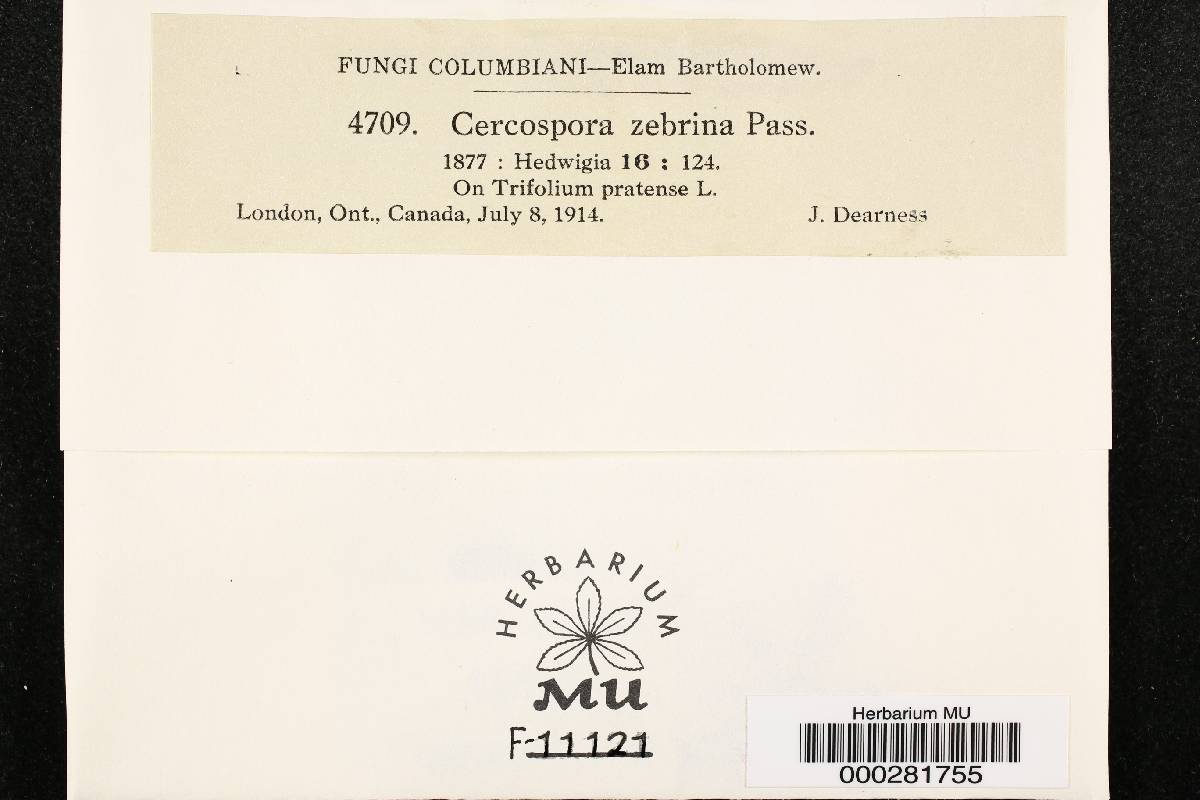 FUNGI COLUMBIANI—Elam Bartholomew.
4709. Cercospora zebrina Pass.
1877 : Hedwigia 16 : 124.
On Trifolium pratense L.
London, Ont., Canada, July 8, 1914. J. Dearness
HERBARIUM
MU
F-11121
Herbarium MU
000281755